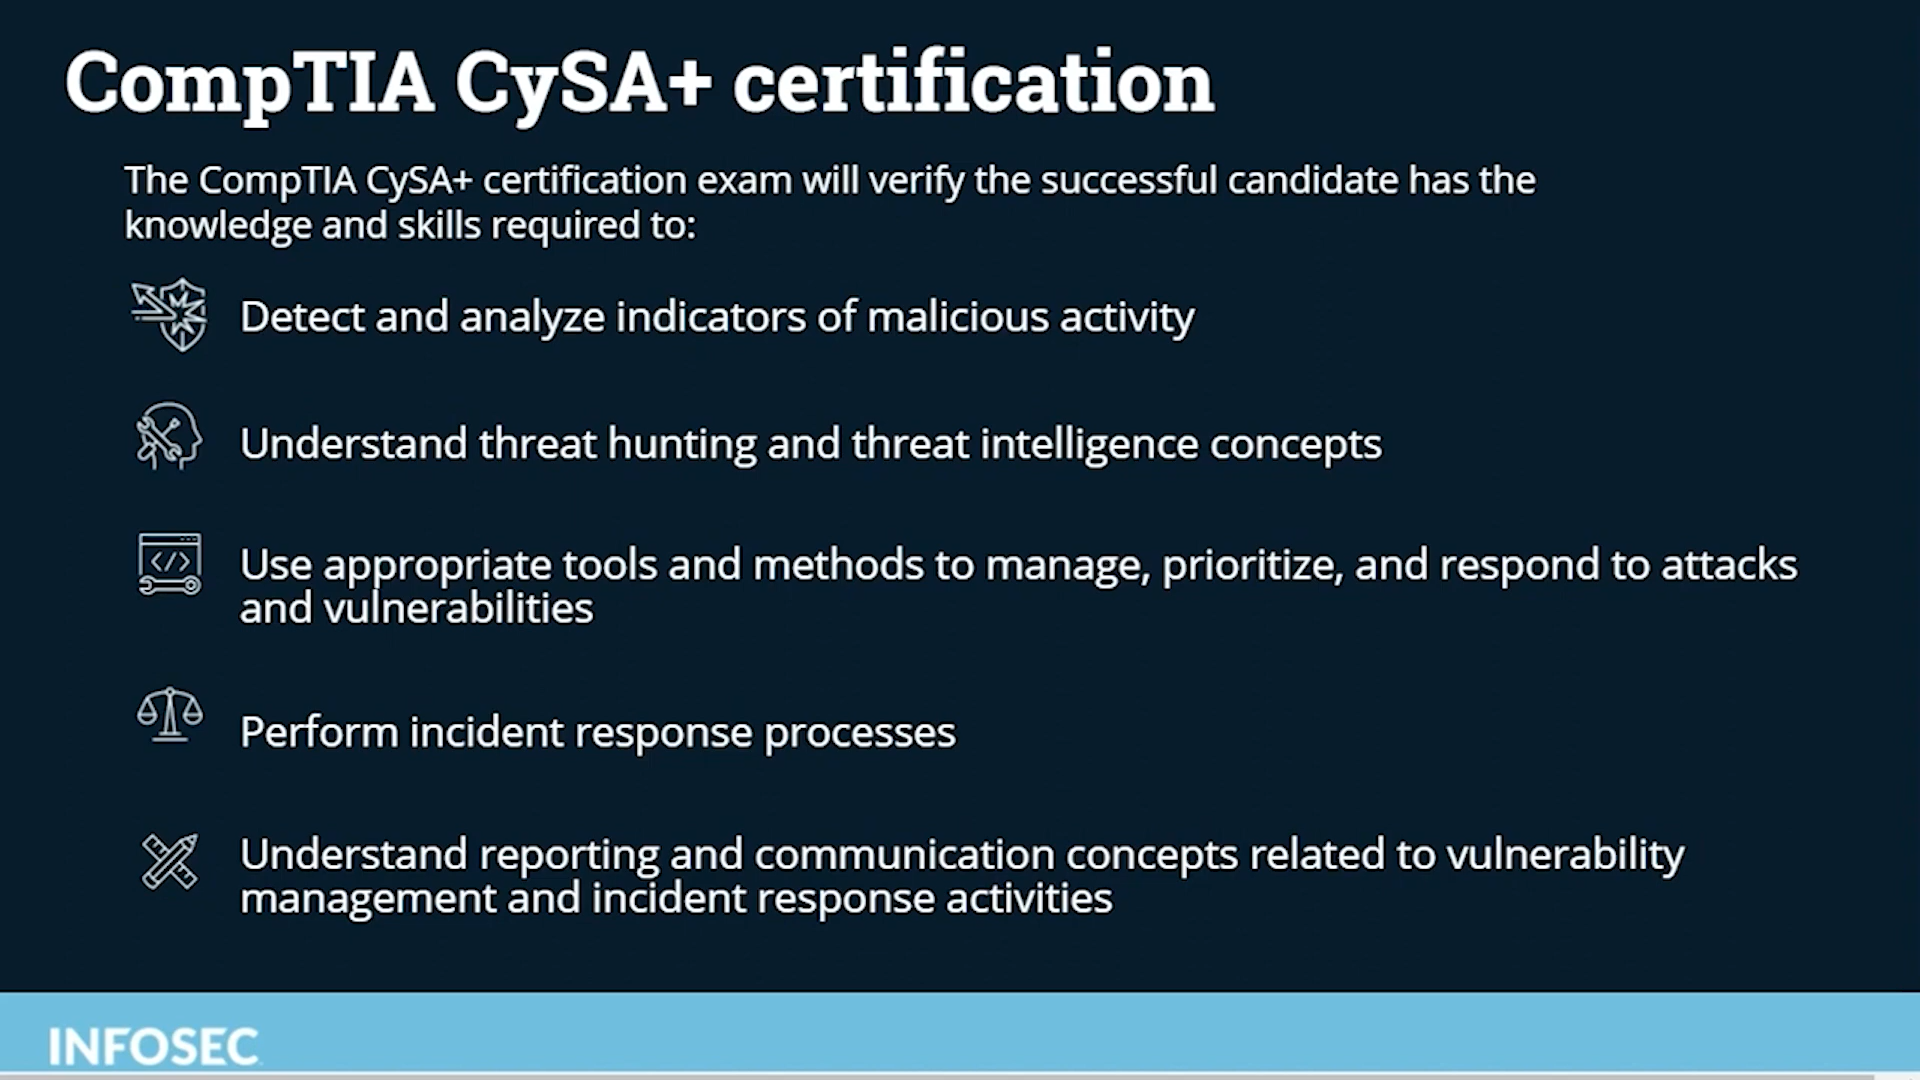 CompTIA CySA+ certification
The CompTIA CySA+ certification exam will verify the successful candidate has the
knowledge and skills required to:
Detect and analyze indicators of malicious activity
Understand threat hunting and threat intelligence concepts
Use appropriate tools and methods to manage, prioritize, and respond to attacks
and vulnerabilities
Perform incident response processes
Understand reporting and communication concepts related to vulnerability
management and incident response activities
INFOSEC